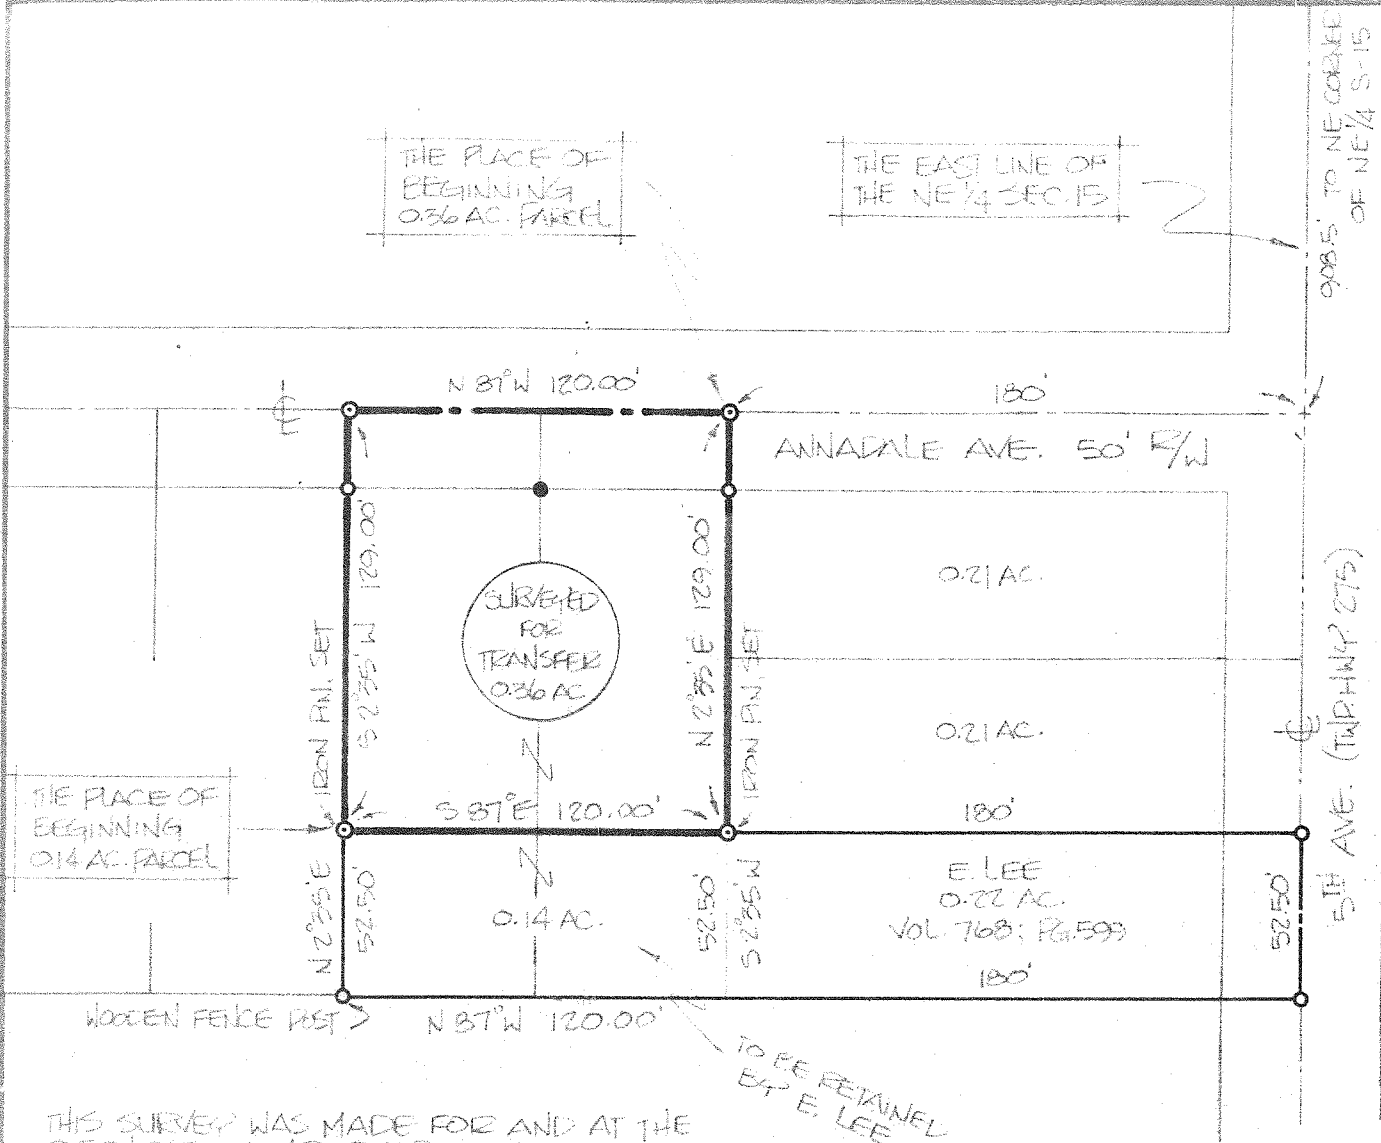 THE PLACE OF
BEGINNING
0.36 AC. PARCEL
THE EAST LINE OF
THE NE 1/4 SEC. 15
908.5' TO NE CORNER
OF NE 1/4 S-15
N 87° W 120.00'
180'
℄
ANNADALE AVE. 50' R/W
S 2° 35' W 129.00'
IRON PIN. SET
SURVEYED
FOR
TRANSFER
0.36 AC
N 2° 35' E 129.00'
IRON PIN. SET
0.21 AC.
0.21 AC.
℄
5TH AVE. (TWP. HWY 275)
THE PLACE OF
BEGINNING
0.14 AC. PARCEL
S 87° E 120.00'
180'
N 2° 35' E
52.50'
0.14 AC.
52.50'
S 2° 35' W
E. LEE
0.22 AC.
VOL. 768: PG. 599
180'
52.50'
WOODEN FENCE POST
N 87° W 120.00'
TO BE RETAINED
BY E. LEE
THIS SURVEY WAS MADE FOR AND AT THE